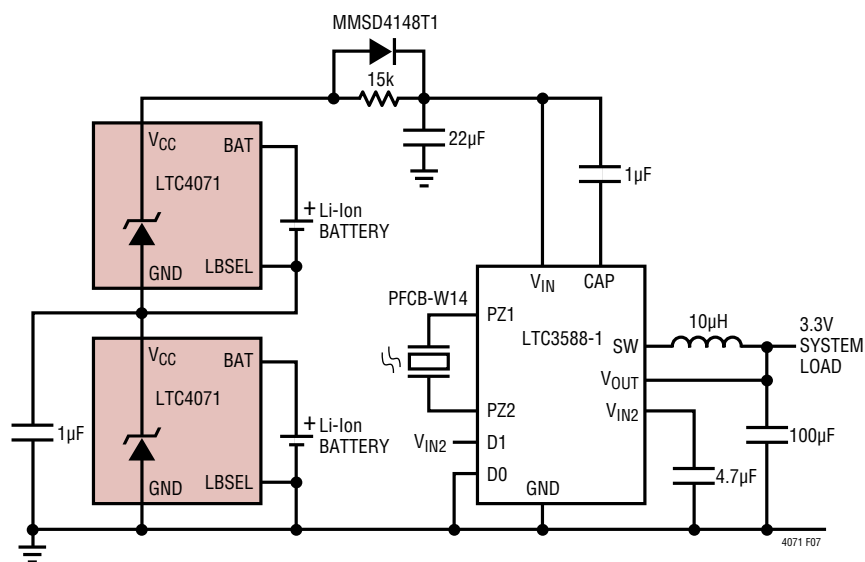 MMSD4148T1
15k
22µF
1µF
VCC
BAT
LTC4071
+
Li-Ion
BATTERY
GND
LBSEL
VCC
BAT
LTC4071
+
Li-Ion
BATTERY
GND
LBSEL
1µF
PFCB-W14
VIN
CAP
PZ1
LTC3588-1
SW
10µH
3.3V
SYSTEM
LOAD
VOUT
PZ2
VIN2
VIN2
D1
D0
GND
4.7µF
100µF
4071 F07